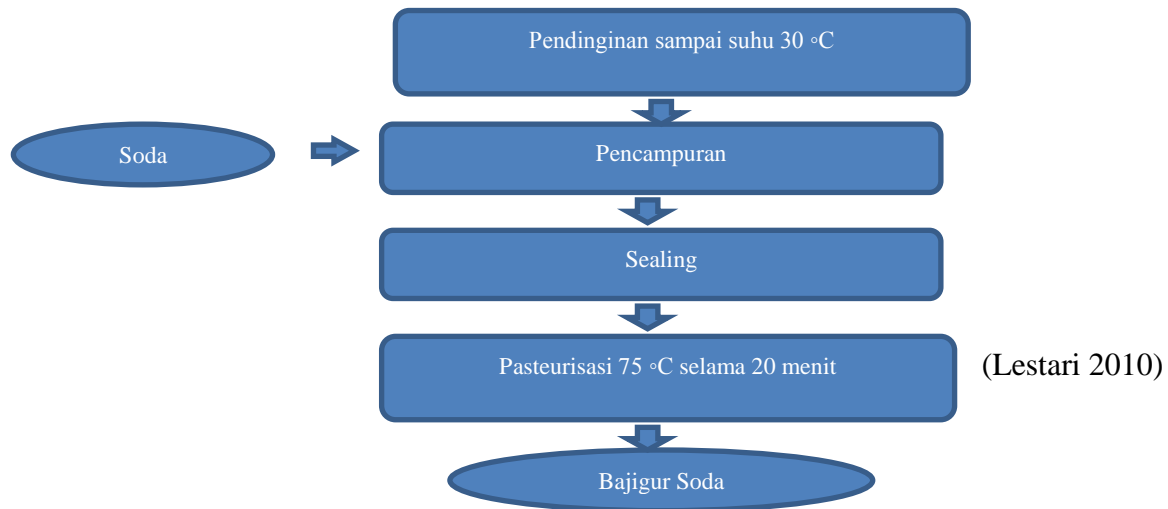 Pendinginan sampai suhu 30 ◦C
Soda
Pencampuran
Sealing
Pasteurisasi 75 ◦C selama 20 menit
(Lestari 2010)
Bajigur Soda